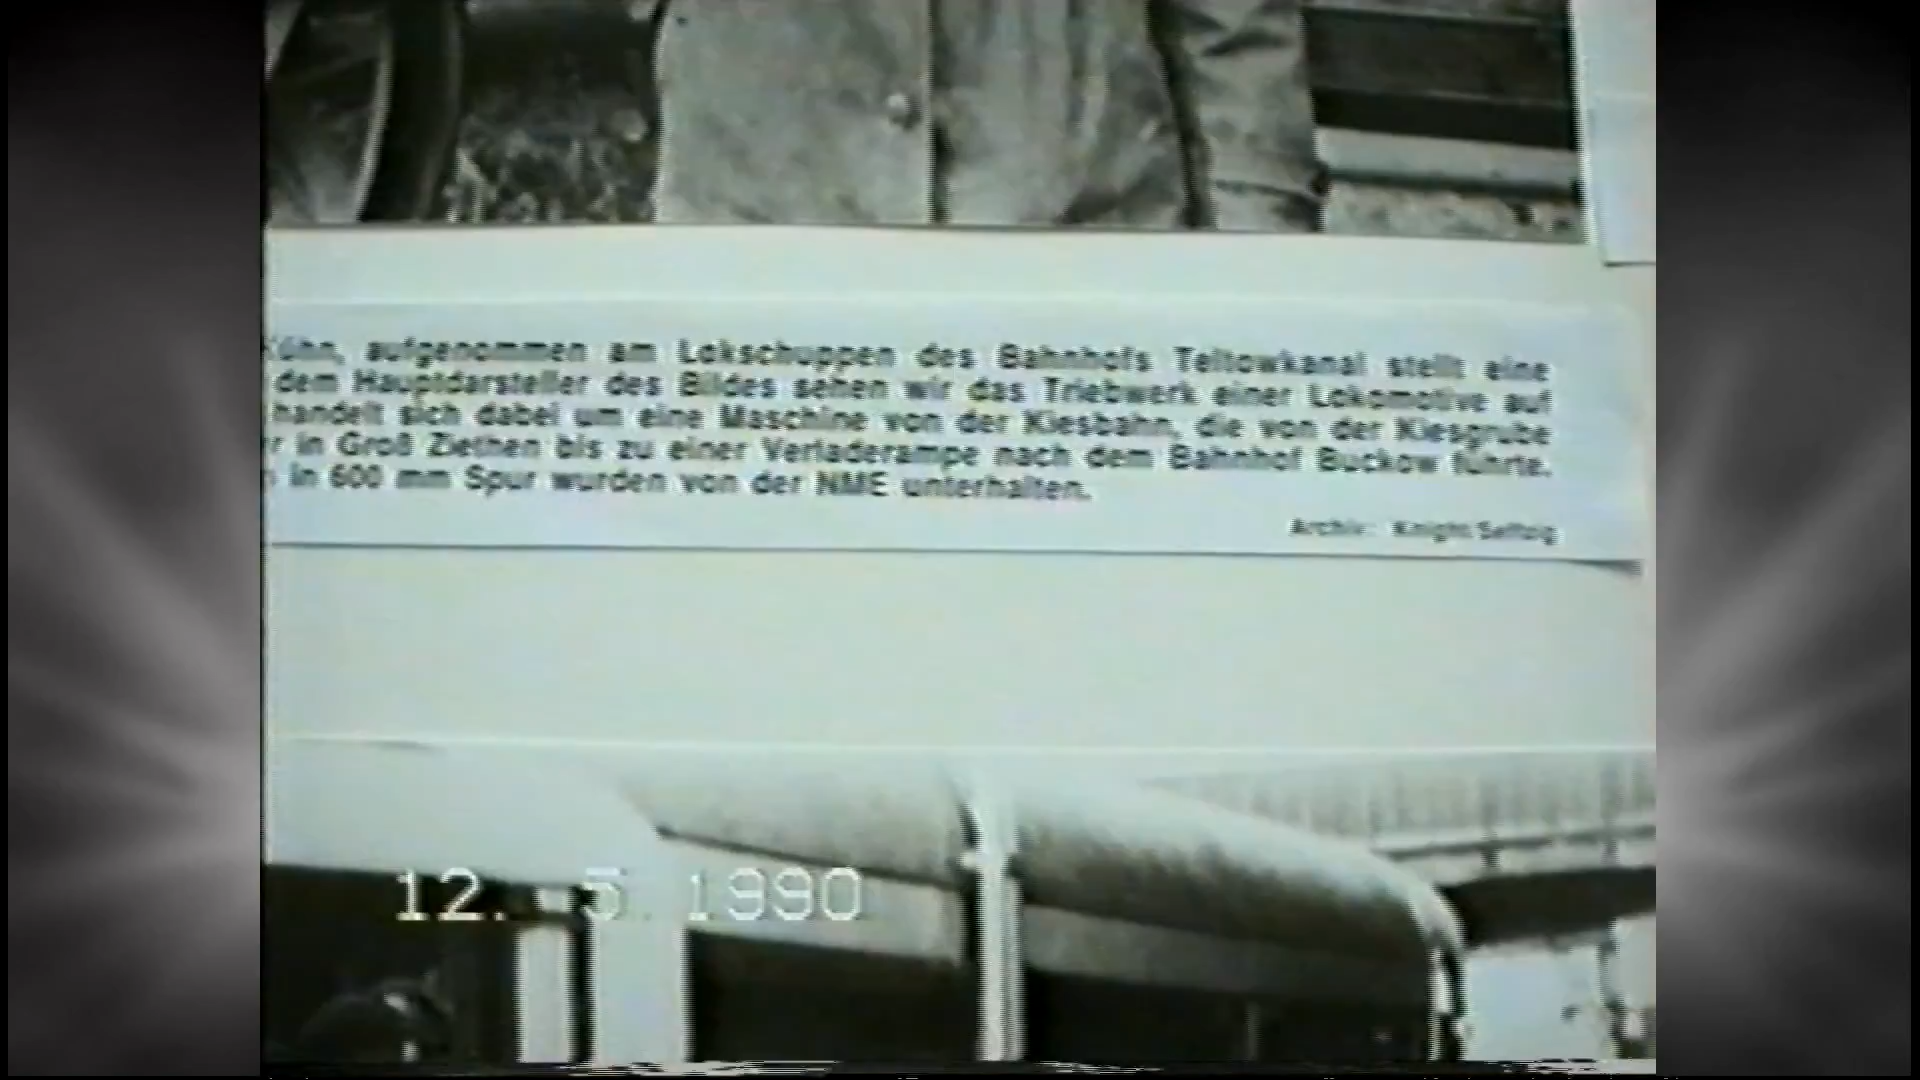 Kühn, aufgenommen am Lokschuppen des Bahnhofs Teltowkanal stellt eine
dem Hauptdarsteller des Bildes sehen wir das Triebwerk einer Lokomotive auf
handelt sich dabei um eine Maschine von der Kiesbahn, die von der Kiesgrube
r in Groß Ziethen bis zu einer Verladerampe nach dem Bahnhof Buckow führte.
in 600 mm Spur wurden von der NME unterhalten.
Archiv: Knight
12. 5.1990